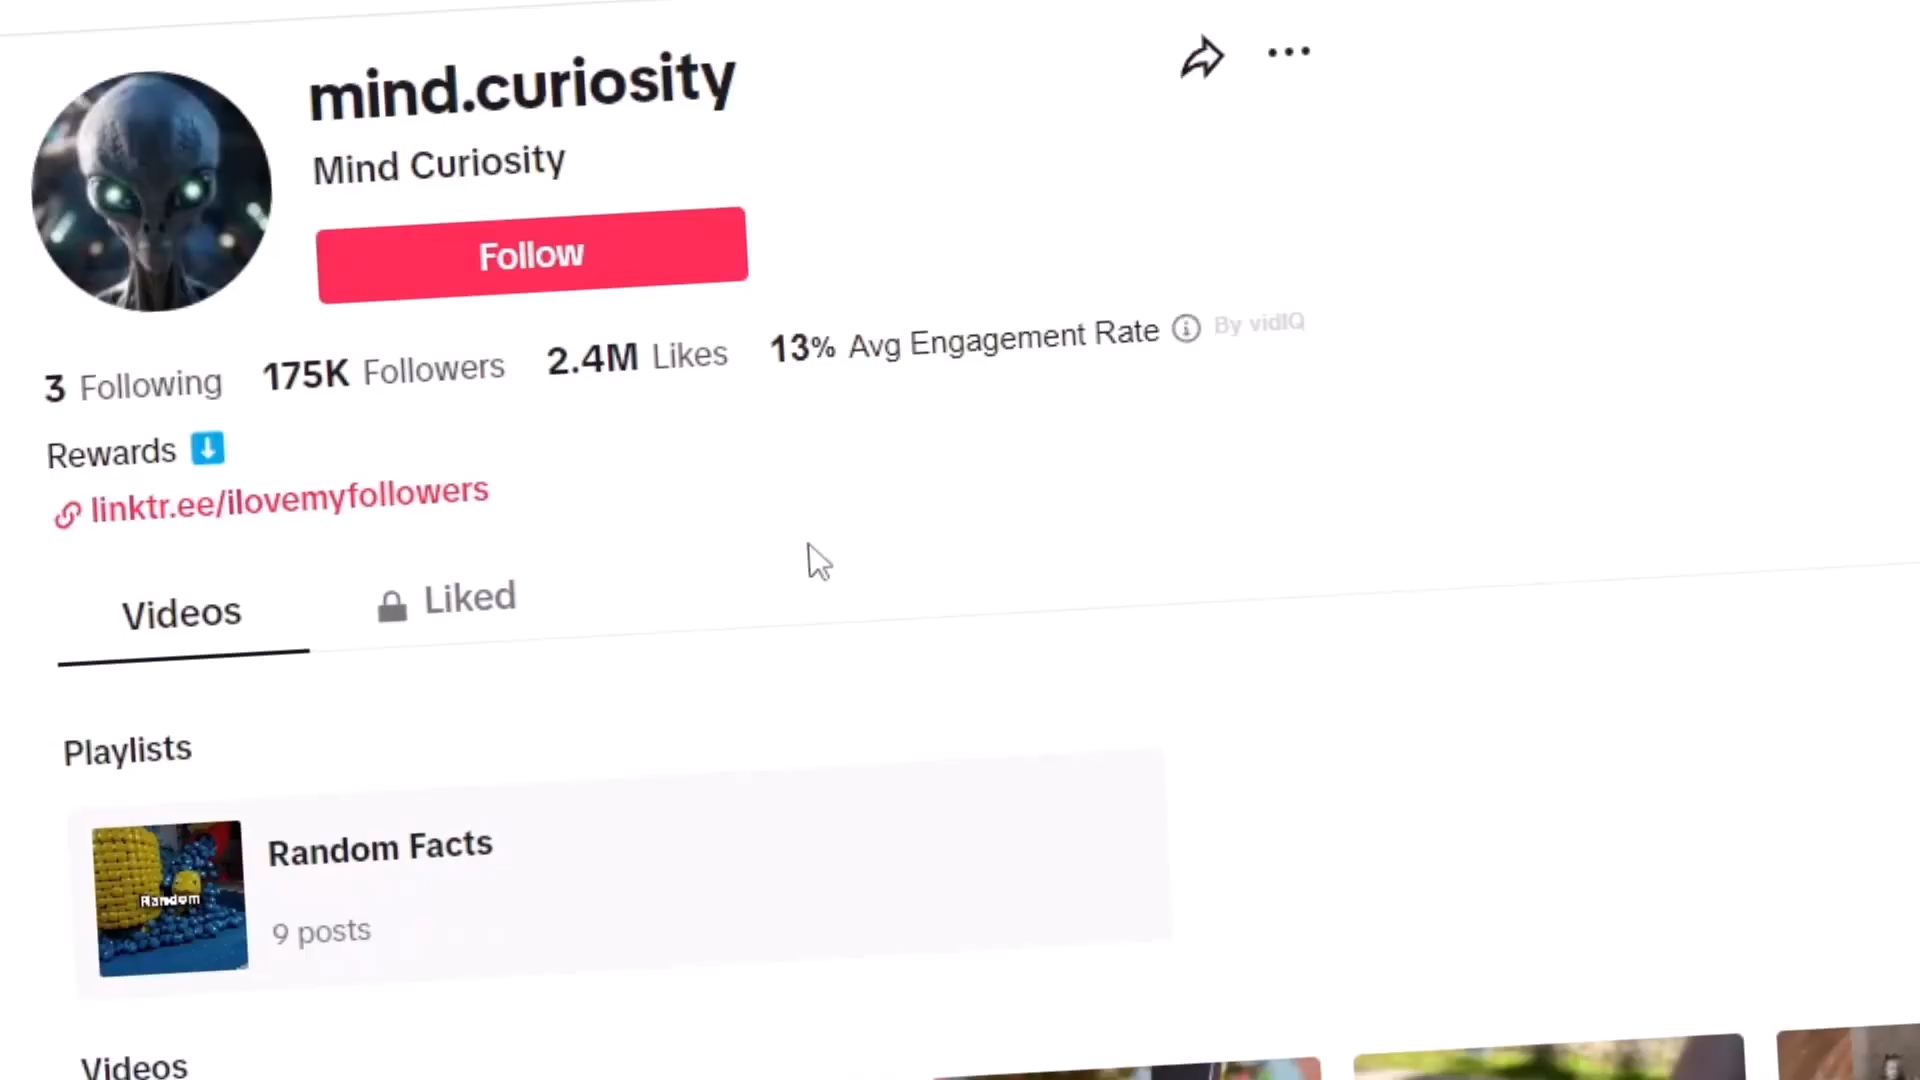 mind.curiosity
Mind Curiosity
Follow
3 Following 175K Followers 2.4M Likes 13% Avg Engagement Rate By vidIQ
Rewards
linktr.ee/ilovemyfollowers
Videos Liked
Playlists
Random
Random Facts
9 posts
Videos